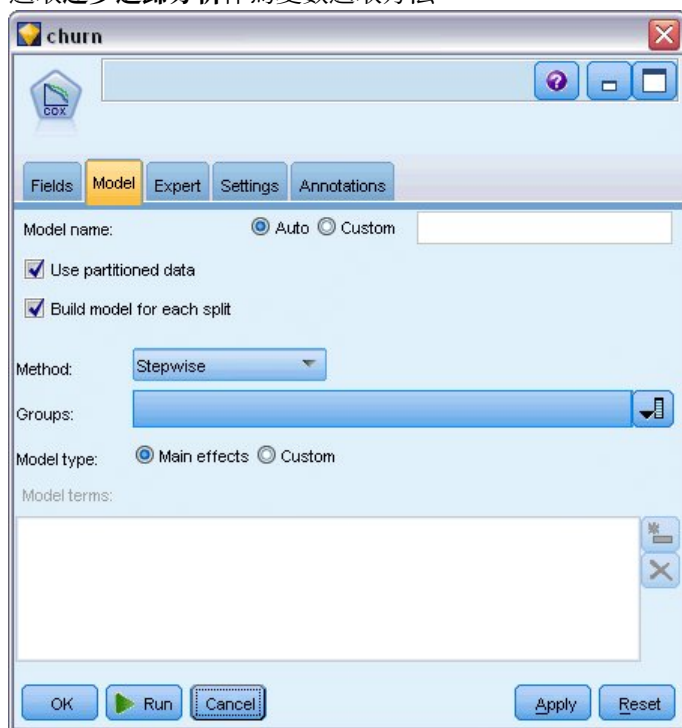 churn
COX
Fields Model Expert Settings Annotations
Model name: Auto Custom
Use partitioned data
Build model for each split
Method: Stepwise
Groups:
Model type: Main effects Custom
Model terms:
OK Run Cancel Apply Reset